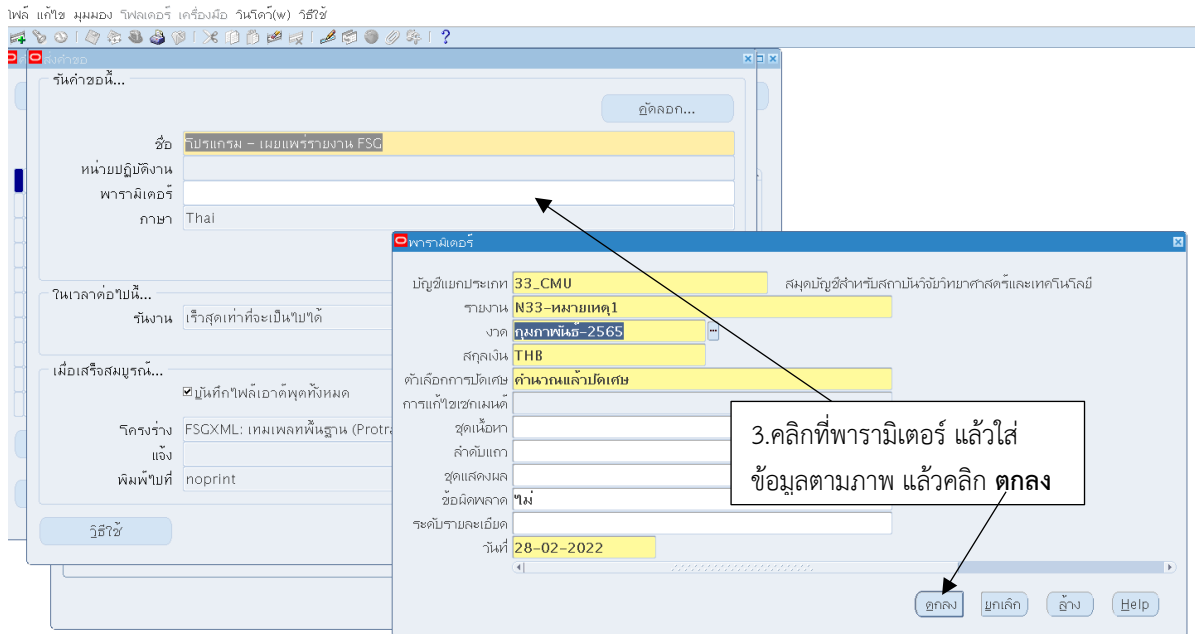 ไฟล์ แก้ไข มุมมอง โฟลเดอร์ เครื่องมือ วินโดว์(w) วิธีใช้
ส่งคำขอ
รันคำขอนี้...
คัดลอก...
ชื่อ โปรแกรม – เผยแพร่รายงาน FSG
หน่วยปฏิบัติงาน
พารามิเตอร์
ภาษา Thai
ในเวลาต่อไปนี้...
รันงาน เร็วสุดเท่าที่จะเป็นไปได้
เมื่อเสร็จสมบูรณ์...
บันทึกไฟล์เอาต์พุตทั้งหมด
โครงร่าง FSGXML: เทมเพลทพื้นฐาน (Protra
แจ้ง
พิมพ์ไปที่ noprint
วิธีใช้
พารามิเตอร์
บัญชีแยกประเภท 33_CMU สมุดบัญชีสำหรับสถาบันวิจัยวิทยาศาสตร์และเทคโนโลยี
รายงาน N33-หมายเหตุ1
งวด กุมภาพันธ์-2565
สกุลเงิน THB
ตัวเลือกการปัดเศษ คำนวณแล้วปัดเศษ
การแก้ไขเซกเมนต์
ชุดเนื้อหา
ลำดับแถว
ชุดแสดงผล
ข้อผิดพลาด ไม่
ระดับรายละเอียด
วันที่ 28-02-2022
ตกลง ยกเลิก ล้าง Help
3.คลิกที่พารามิเตอร์ แล้วใส่
ข้อมูลตามภาพ แล้วคลิก ตกลง